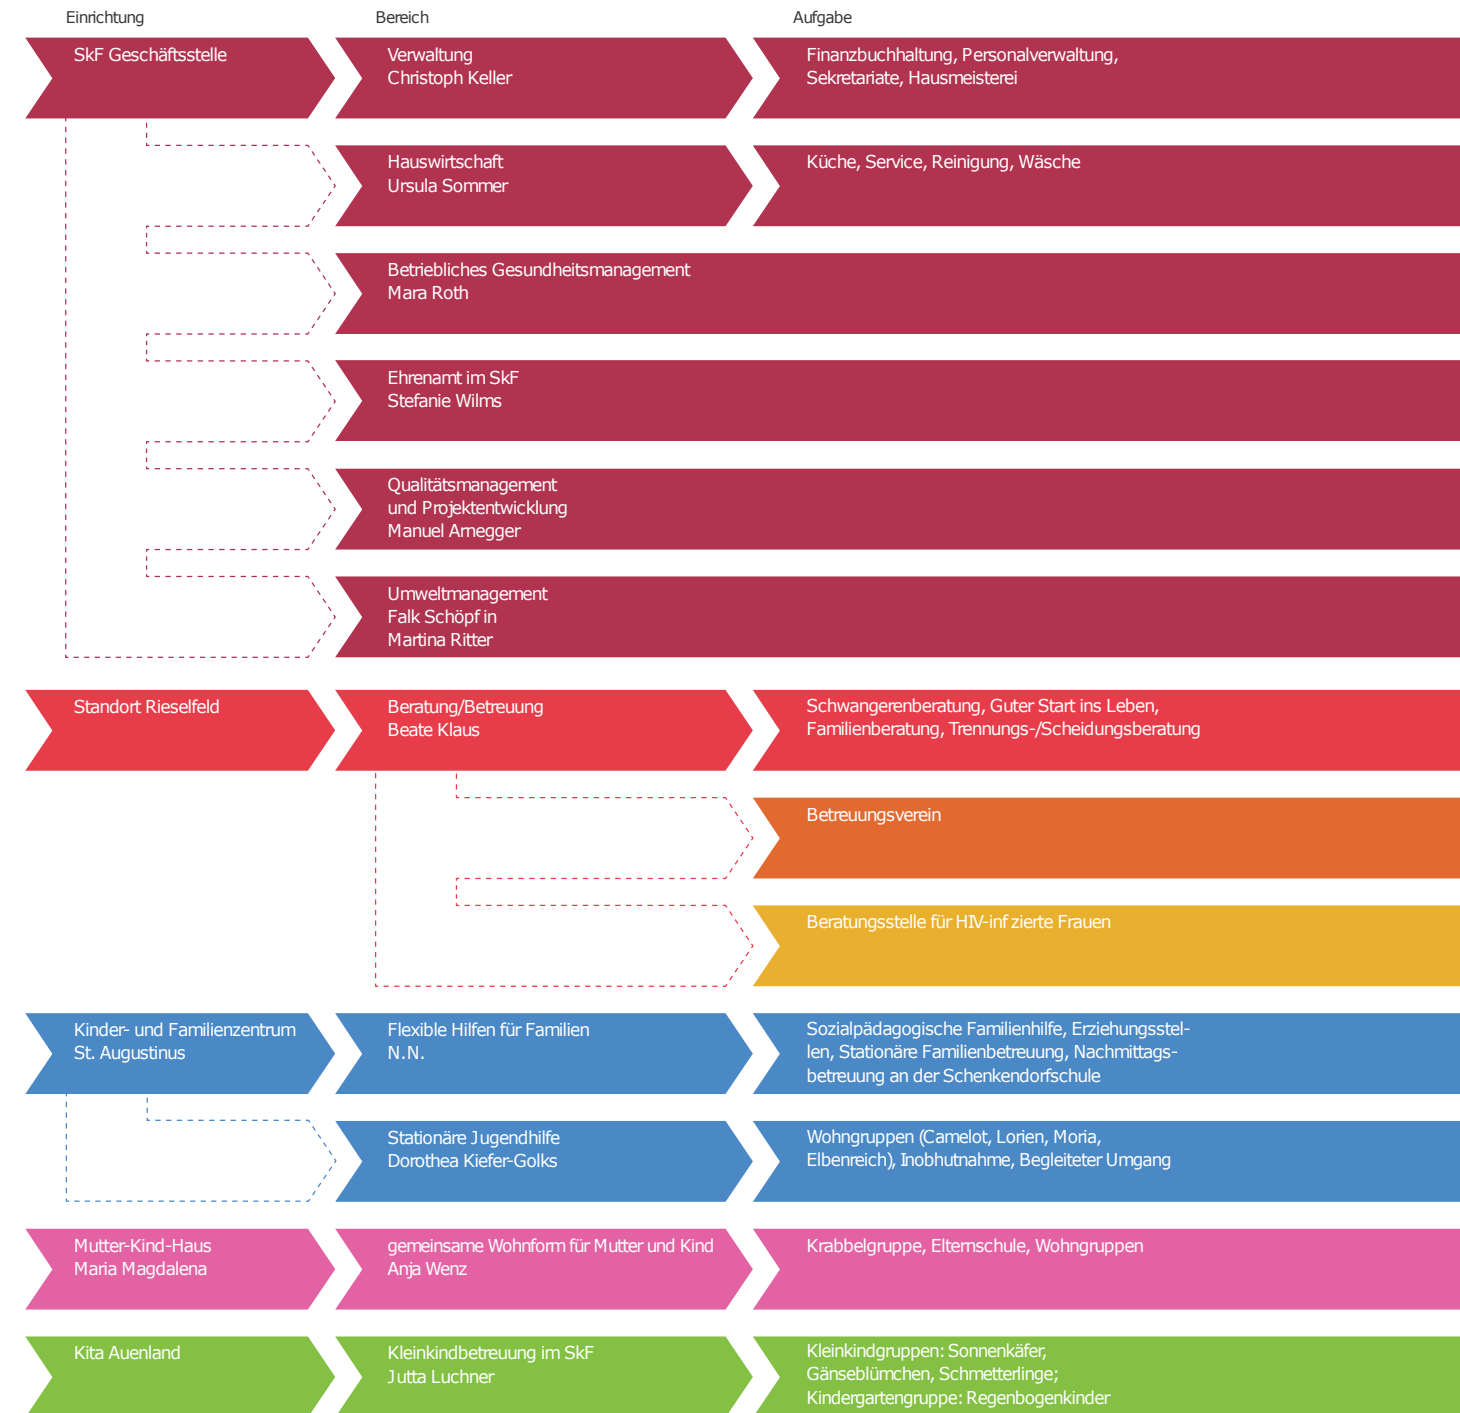 Einrichtung
Bereich
Aufgabe
SkF Geschäftsstelle
Verwaltung
Christoph Keller
Finanzbuchhaltung, Personalverwaltung,
Sekretariate, Hausmeisterei
Hauswirtschaft
Ursula Sommer
Küche, Service, Reinigung, Wäsche
Betriebliches Gesundheitsmanagement
Mara Roth
Ehrenamt im SkF
Stefanie Wilms
Qualitätsmanagement
und Projektentwicklung
Manuel Arnegger
Umweltmanagement
Falk Schöpf in
Martina Ritter
Standort Rieselfeld
Beratung/Betreuung
Beate Klaus
Schwangerenberatung, Guter Start ins Leben,
Familienberatung, Trennungs-/Scheidungsberatung
Betreuungsverein
Beratungsstelle für HIV-inf zierte Frauen
Kinder- und Familienzentrum
St. Augustinus
Flexible Hilfen für Familien
N.N.
Sozialpädagogische Familienhilfe, Erziehungsstel-
len, Stationäre Familienbetreuung, Nachmittags-
betreuung an der Schenkendorfschule
Stationäre Jugendhilfe
Dorothea Kiefer-Golks
Wohngruppen (Camelot, Lorien, Moria,
Elbenreich), Inobhutnahme, Begleiteter Umgang
Mutter-Kind-Haus
Maria Magdalena
gemeinsame Wohnform für Mutter und Kind
Anja Wenz
Krabbelgruppe, Elternschule, Wohngruppen
Kita Auenland
Kleinkindbetreuung im SkF
Jutta Luchner
Kleinkindgruppen: Sonnenkäfer,
Gänseblümchen, Schmetterlinge;
Kindergartengruppe: Regenbogenkinder